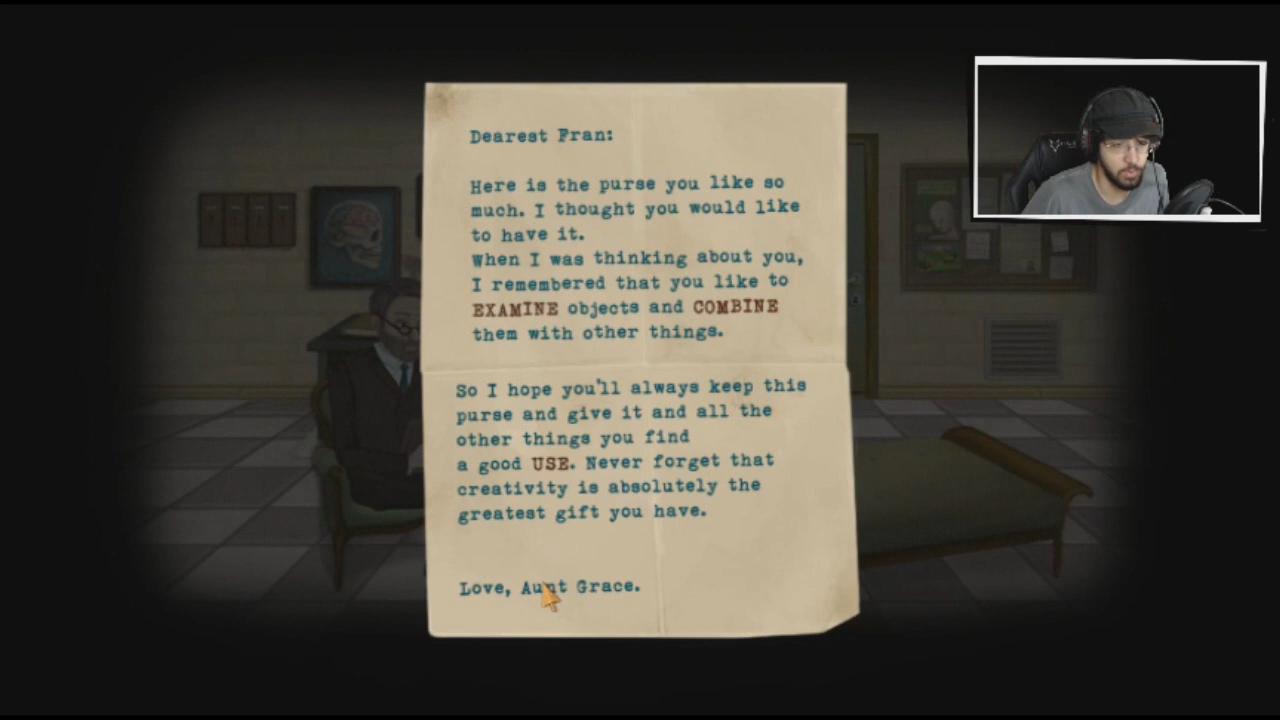 Dearest Fran:
Here is the purse you like so
much. I thought you would like
to have it.
When I was thinking about you,
I remembered that you like to
EXAMINE objects and COMBINE
them with other things.
So I hope you'll always keep this
purse and give it and all the
other things you find
a good USE. Never forget that
creativity is absolutely the
greatest gift you have.
Love, Aunt Grace.